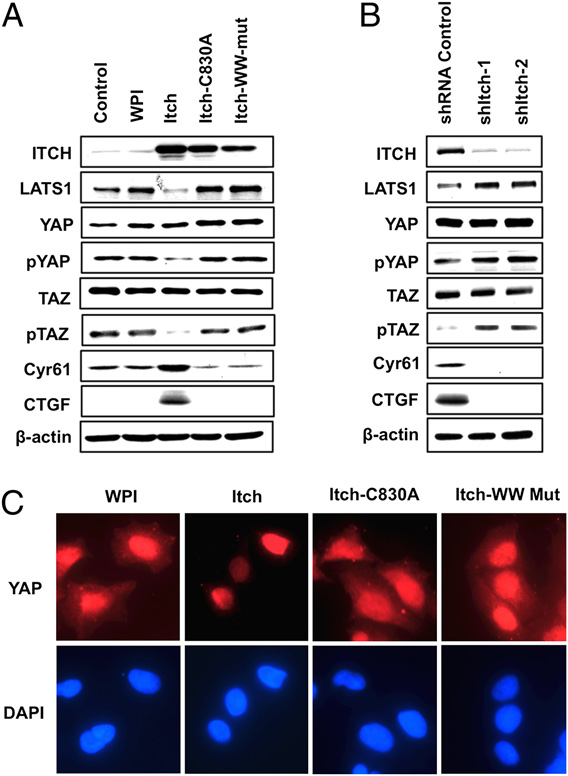 A
B
Control
WPI
Itch
Itch-C830A
Itch-WW-mut
ITCH
LATS1
YAP
pYAP
TAZ
pTAZ
Cyr61
CTGF
β-actin
shRNA Control
shItch-1
shItch-2
ITCH
LATS1
YAP
pYAP
TAZ
pTAZ
Cyr61
CTGF
β-actin
C
WPI
Itch
Itch-C830A
Itch-WW Mut
YAP
DAPI